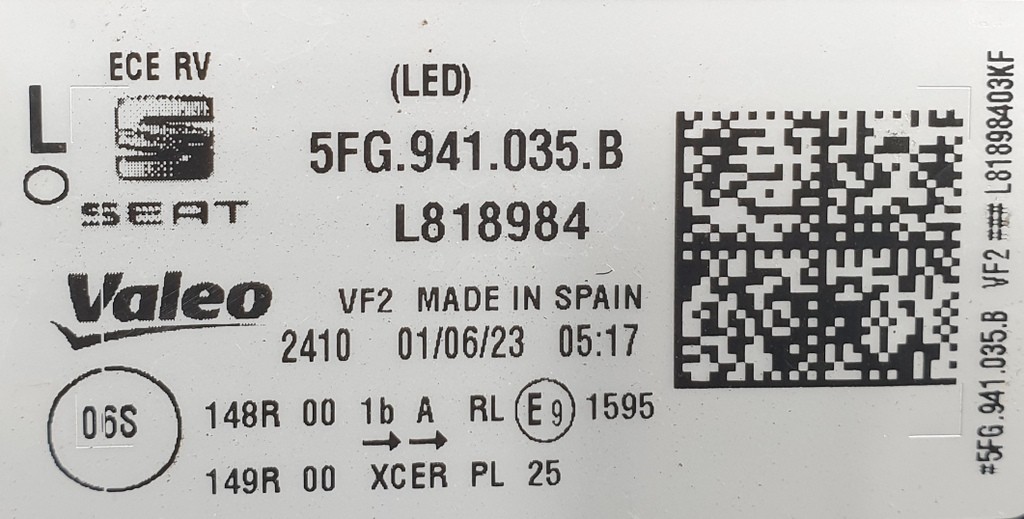 ECE RV
L
SEAT
(LED)
5FG.941.035.B
L818984
Valeo
VF2 MADE IN SPAIN
2410 01/06/23 05:17
06S
148R 00 1b A RL E9 1595
149R 00 XCER PL 25
#5FG.941.035.B VF2 ### L81898403KF